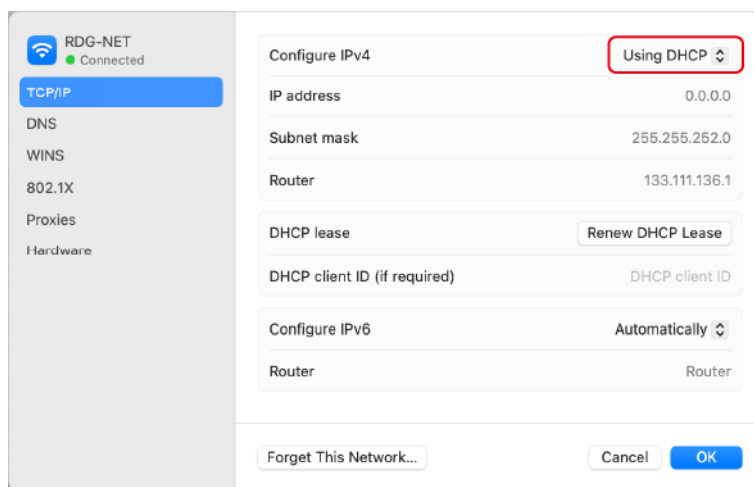 RDG-NET
Connected
TCP/IP
DNS
WINS
802.1X
Proxies
Hardware
Configure IPv4 Using DHCP
IP address 0.0.0.0
Subnet mask 255.255.252.0
Router 133.111.136.1
DHCP lease Renew DHCP Lease
DHCP client ID (if required) DHCP client ID
Configure IPv6 Automatically
Router Router
Forget This Network... Cancel OK